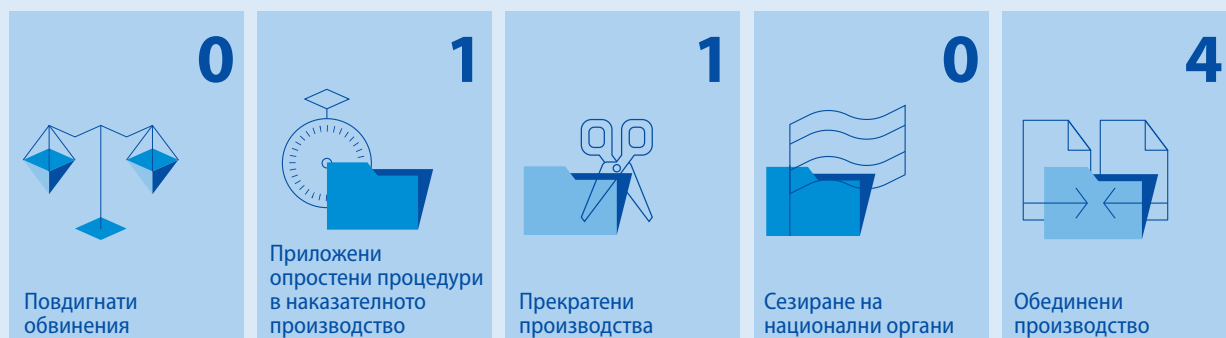 0
Повдигнати
обвинения
1
Приложени
опростени процедури
в наказателното
производство
1
Прекратени
производства
0
Сезиране на
национални органи
4
Обединени
производство